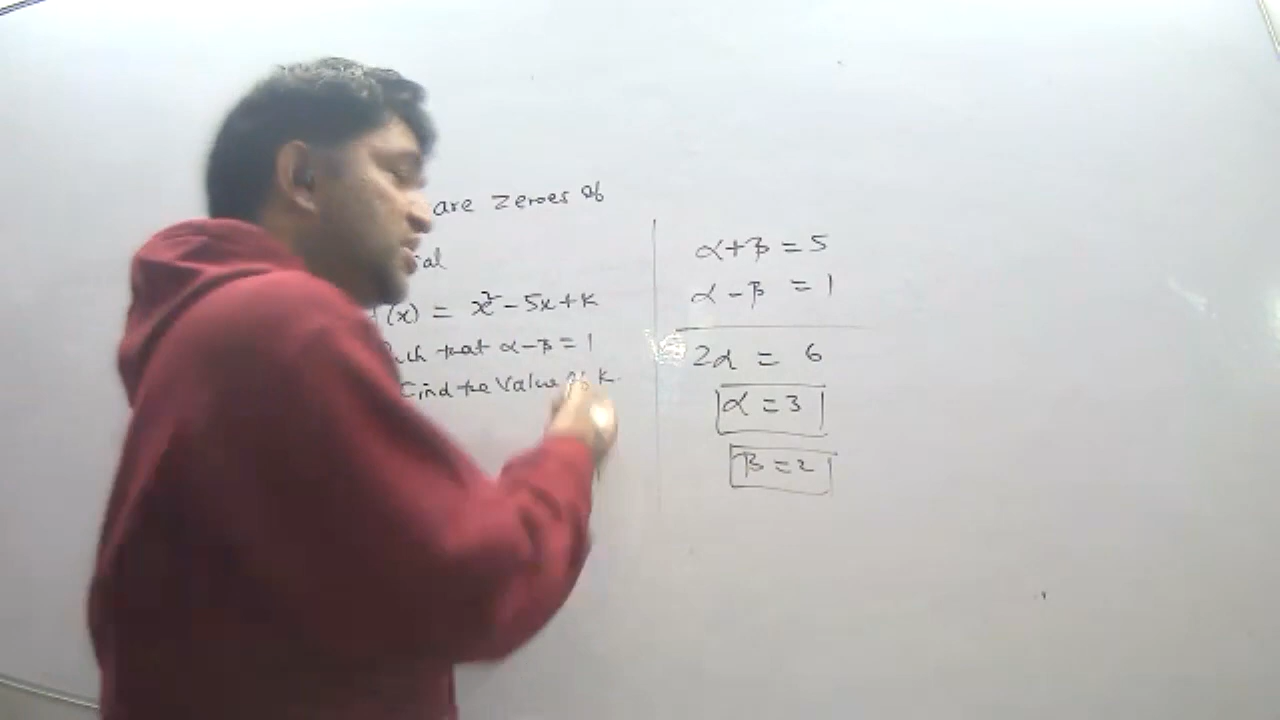 are zeroes of
ial
f(x) = x² - 5x + k
uch that α - β = 1
Find the value of k.
α + β = 5
α - β = 1
2α = 6
α = 3
β = 2